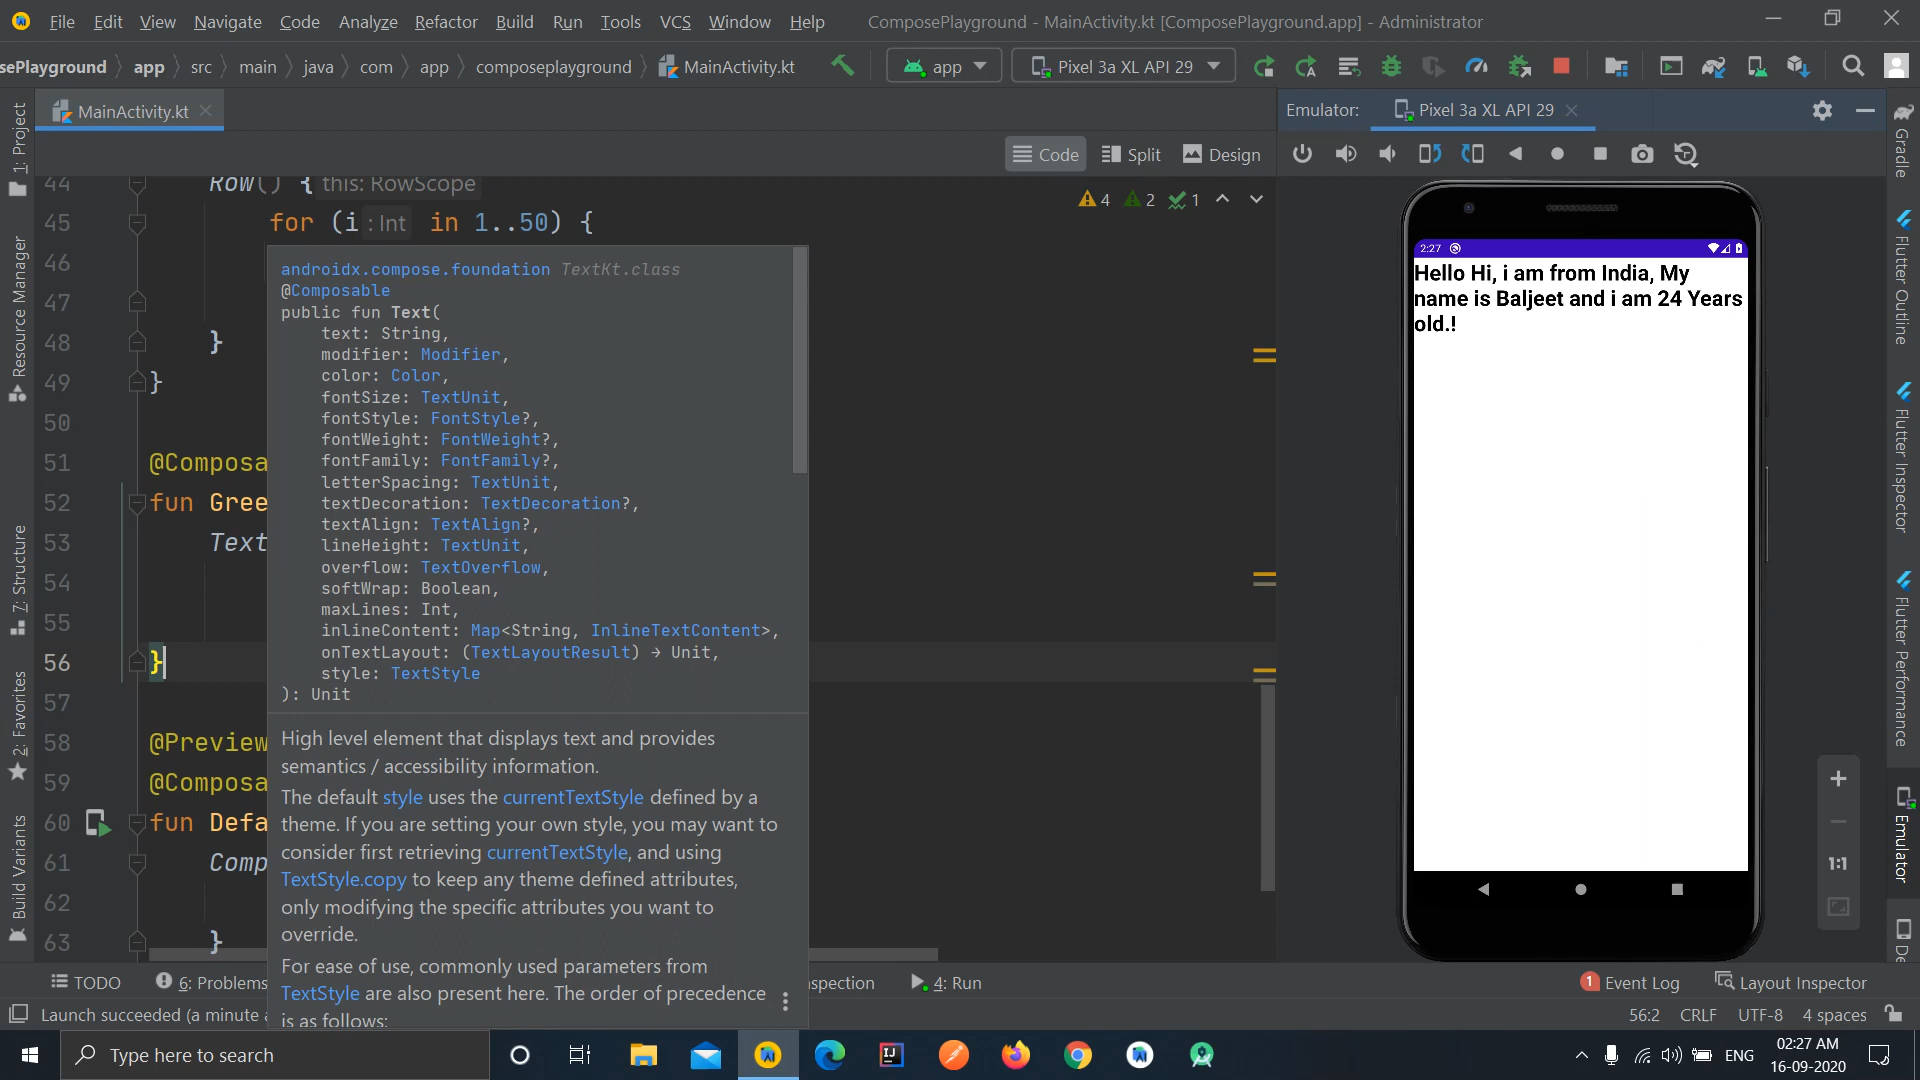 File Edit View Navigate Code Analyze Refactor Build Run Tools VCS Window Help ComposePlayground - MainActivity.kt [ComposePlayground.app] - Administrator
sePlayground app src main java com app composeplayground MainActivity.kt app Pixel 3a XL API 29
MainActivity.kt
Emulator: Pixel 3a XL API 29
Code Split Design
44 Row() { this: RowScope
4 2 1
45 for (i : Int in 1..50) {
46
47
48 }
49 }
50
51 @Composa
52 fun Gree
53 Text
54
55
56 }
57
58 @Preview
59 @Composa
60 fun Defa
61 Comp
62
63 }
androidx.compose.foundation TextKt.class
@Composable
public fun Text(
text: String,
modifier: Modifier,
color: Color,
fontSize: TextUnit,
fontStyle: FontStyle?,
fontWeight: FontWeight?,
fontFamily: FontFamily?,
letterSpacing: TextUnit,
textDecoration: TextDecoration?,
textAlign: TextAlign?,
lineHeight: TextUnit,
overflow: TextOverflow,
softWrap: Boolean,
maxLines: Int,
inlineContent: Map<String, InlineTextContent>,
onTextLayout: (TextLayoutResult) → Unit,
style: TextStyle
): Unit
High level element that displays text and provides
semantics / accessibility information.
The default style uses the currentTextStyle defined by a
theme. If you are setting your own style, you may want to
consider first retrieving currentTextStyle, and using
TextStyle.copy to keep any theme defined attributes,
only modifying the specific attributes you want to
override.
For ease of use, commonly used parameters from
TextStyle are also present here. The order of precedence
is as follows:
2:27
Hello Hi, i am from India, My
name is Baljeet and i am 24 Years
old.!
1:1
1: Project
Resource Manager
7: Structure
2: Favorites
Build Variants
Gradle
Flutter Outline
Flutter Inspector
Flutter Performance
Emulator
De
TODO 6: Problems spection 4: Run 1 Event Log Layout Inspector
Launch succeeded (a minute a 56:2 CRLF UTF-8 4 spaces
Type here to search
ENG 02:27 AM
16-09-2020